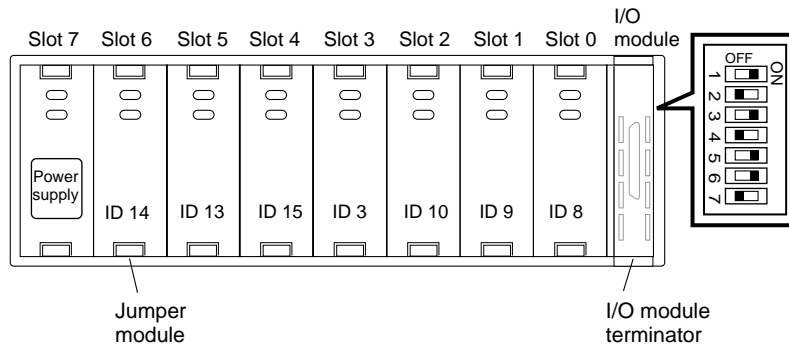 I/O
module
Slot 7 Slot 6 Slot 5 Slot 4 Slot 3 Slot 2 Slot 1 Slot 0
OFF
ON
1
2
3
4
5
6
7
Power
supply
ID 14 ID 13 ID 15 ID 3 ID 10 ID 9 ID 8
Jumper
module
I/O module
terminator